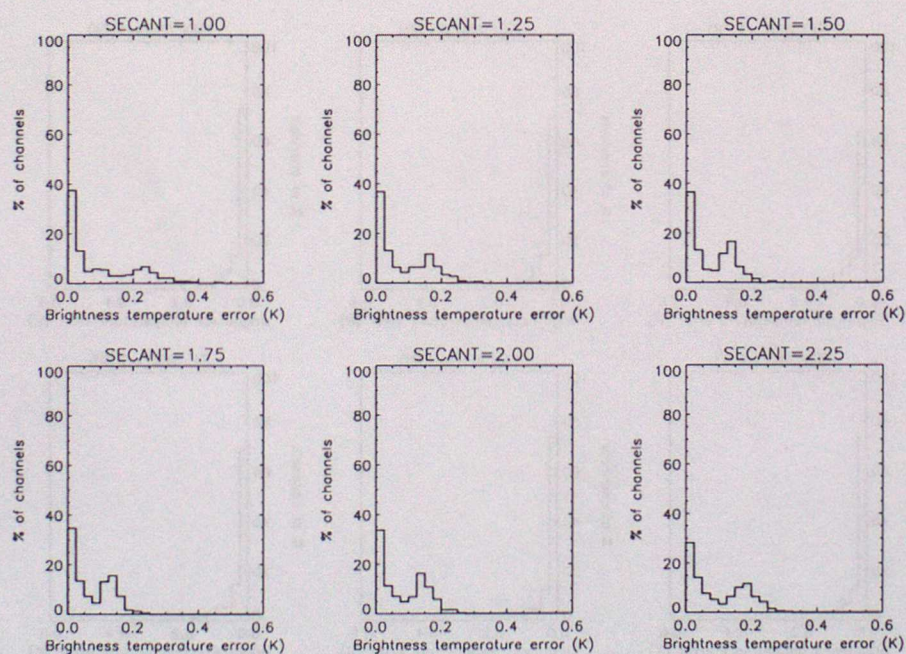 SECANT=1.00
100
80
60
40
20
0
% of channels
0.0 0.2 0.4 0.6
Brightness temperature error (K)
SECANT=1.25
100
80
60
40
20
0
% of channels
0.0 0.2 0.4 0.6
Brightness temperature error (K)
SECANT=1.50
100
80
60
40
20
0
% of channels
0.0 0.2 0.4 0.6
Brightness temperature error (K)
SECANT=1.75
100
80
60
40
20
0
% of channels
0.0 0.2 0.4 0.6
Brightness temperature error (K)
SECANT=2.00
100
80
60
40
20
0
% of channels
0.0 0.2 0.4 0.6
Brightness temperature error (K)
SECANT=2.25
100
80
60
40
20
0
% of channels
0.0 0.2 0.4 0.6
Brightness temperature error (K)